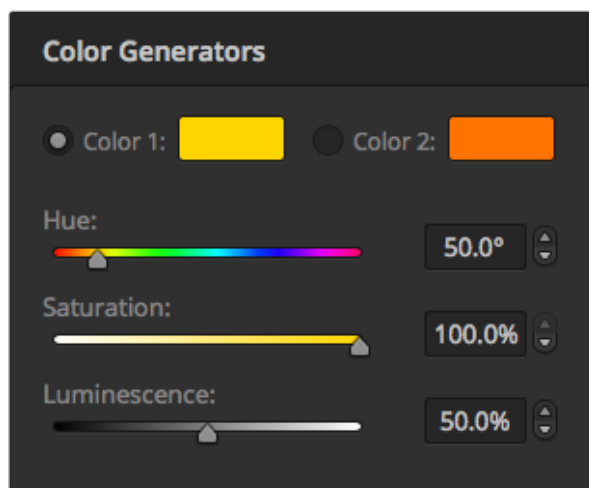 Color Generators
Color 1: Color 2:
Hue:
50.0°
Saturation:
100.0%
Luminescence:
50.0%